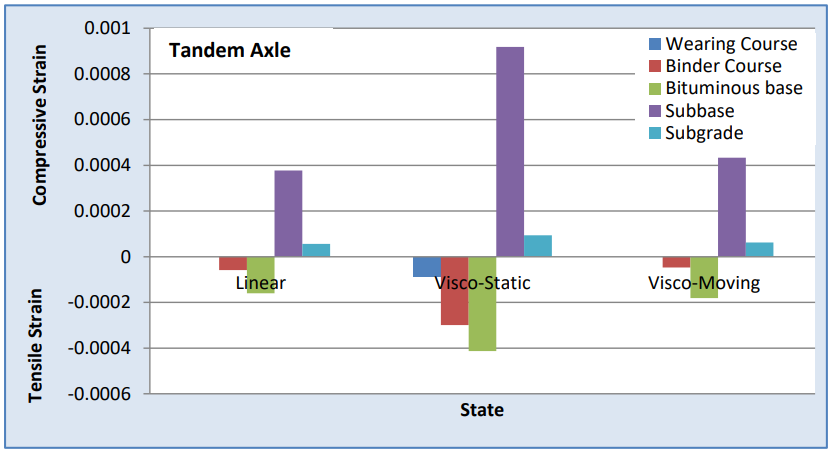 Tandem Axle
Wearing Course
Binder Course
Bituminous base
Subbase
Subgrade
Compressive Strain
Tensile Strain
0.001
0.0008
0.0006
0.0004
0.0002
0
-0.0002
-0.0004
-0.0006
Linear
Visco-Static
Visco-Moving
State